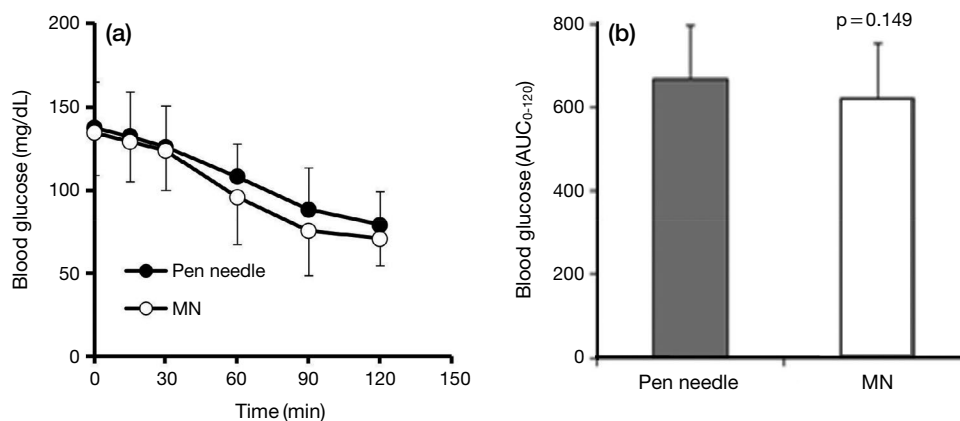 (a)
Blood glucose (mg/dL)
200
150
100
50
0
Pen needle
MN
0 30 60 90 120 150
Time (min)
(b)
p=0.149
Blood glucose (AUC0-120)
800
600
400
200
0
Pen needle MN